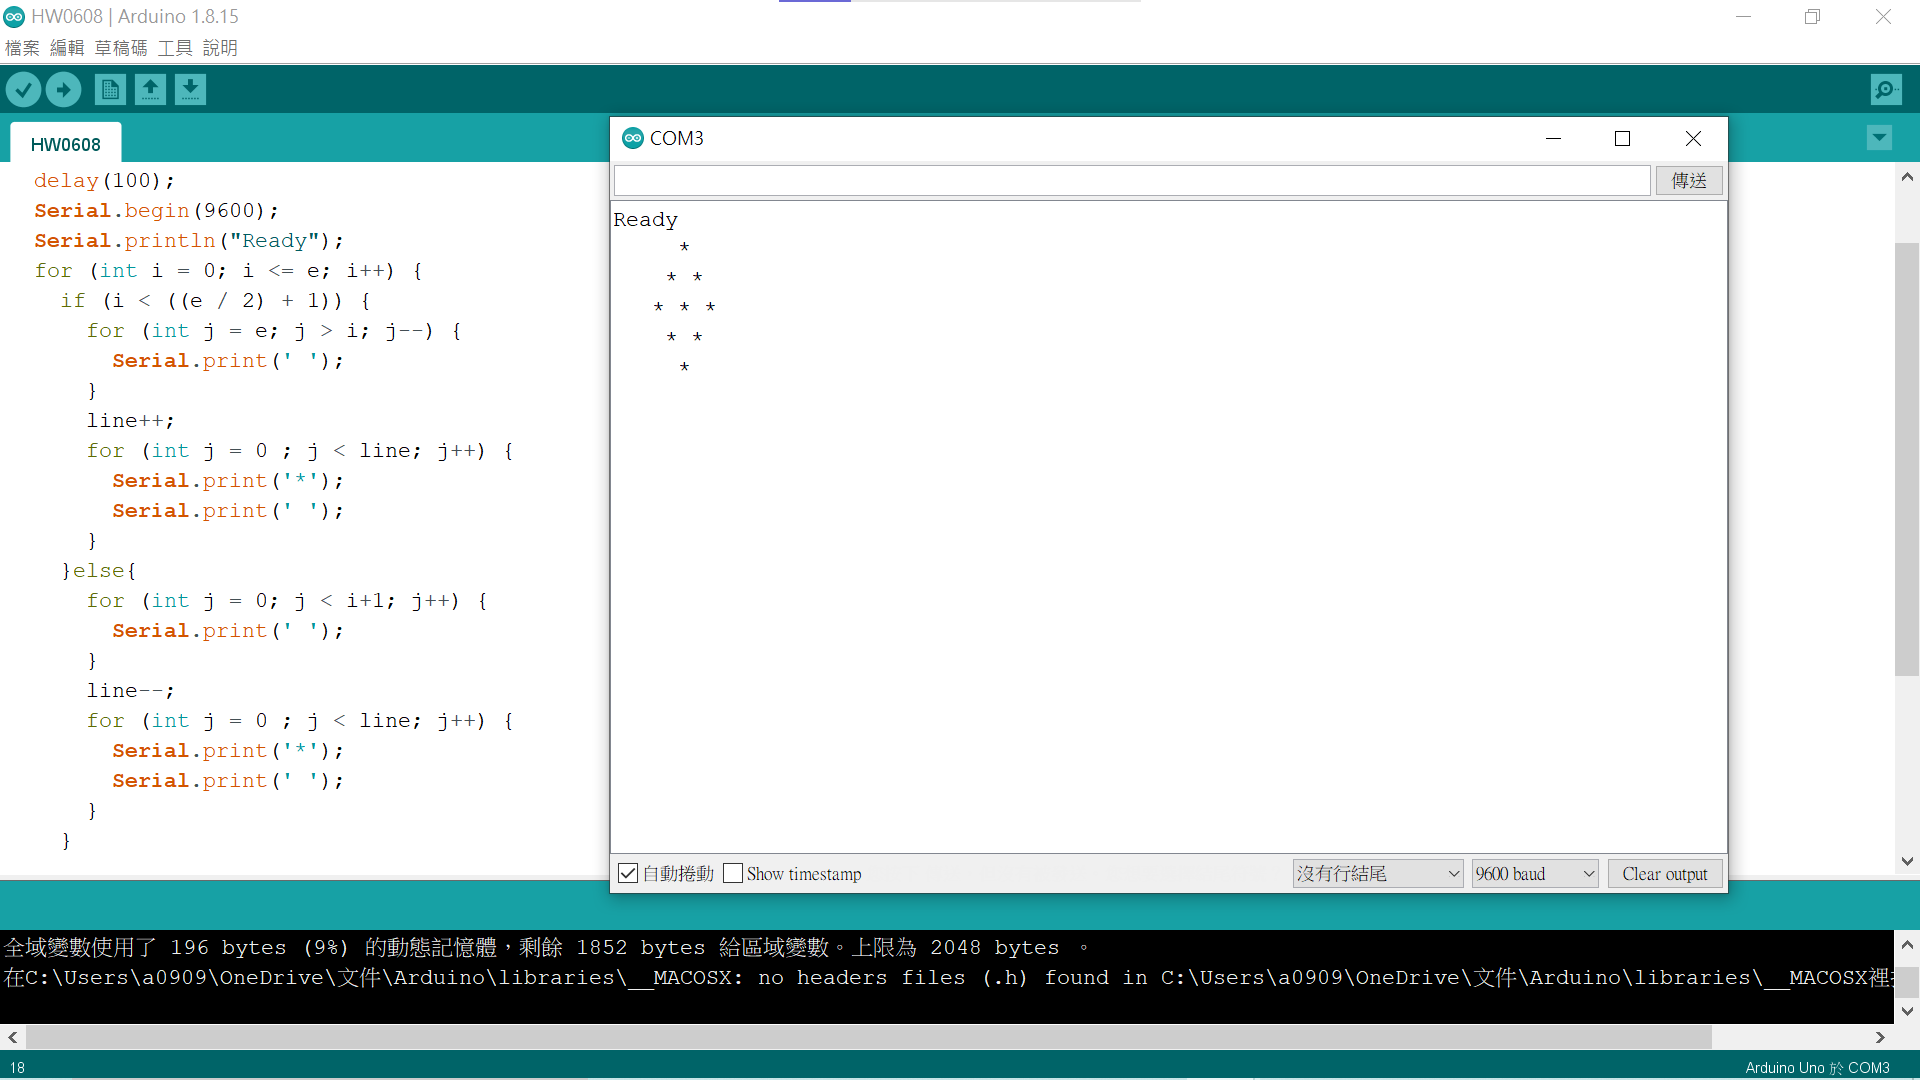 HW0608 | Arduino 1.8.15
檔案 編輯 草稿碼 工具 說明
HW0608
delay(100);
Serial.begin(9600);
Serial.println("Ready");
for (int i = 0; i <= e; i++) {
if (i < ((e / 2) + 1)) {
for (int j = e; j > i; j--) {
Serial.print(' ');
}
line++;
for (int j = 0 ; j < line; j++) {
Serial.print('*');
Serial.print(' ');
}
}else{
for (int j = 0; j < i+1; j++) {
Serial.print(' ');
}
line--;
for (int j = 0 ; j < line; j++) {
Serial.print('*');
Serial.print(' ');
}
}
COM3
傳送
Ready
*
* *
* * *
* *
*
自動捲動 Show timestamp
沒有行結尾 9600 baud Clear output
全域變數使用了 196 bytes (9%) 的動態記憶體，剩餘 1852 bytes 給區域變數。上限為 2048 bytes 。
在C:\Users\a0909\OneDrive\文件\Arduino\libraries\__MACOSX: no headers files (.h) found in C:\Users\a0909\OneDrive\文件\Arduino\libraries\__MACOSX裡
18
Arduino Uno 於 COM3